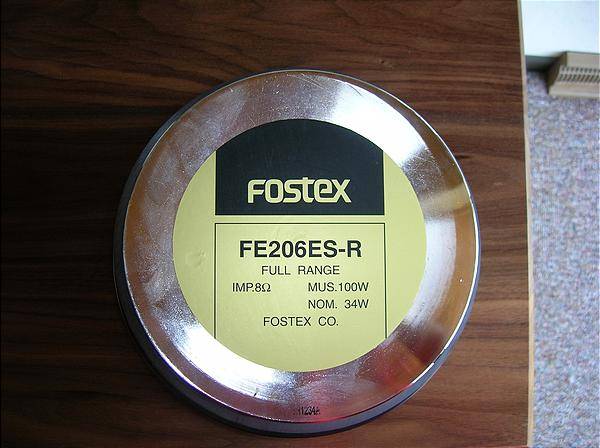 FOSTEX
FE206ES-R
FULL RANGE
IMP.8Ω MUS.100W
NOM. 34W
FOSTEX CO.